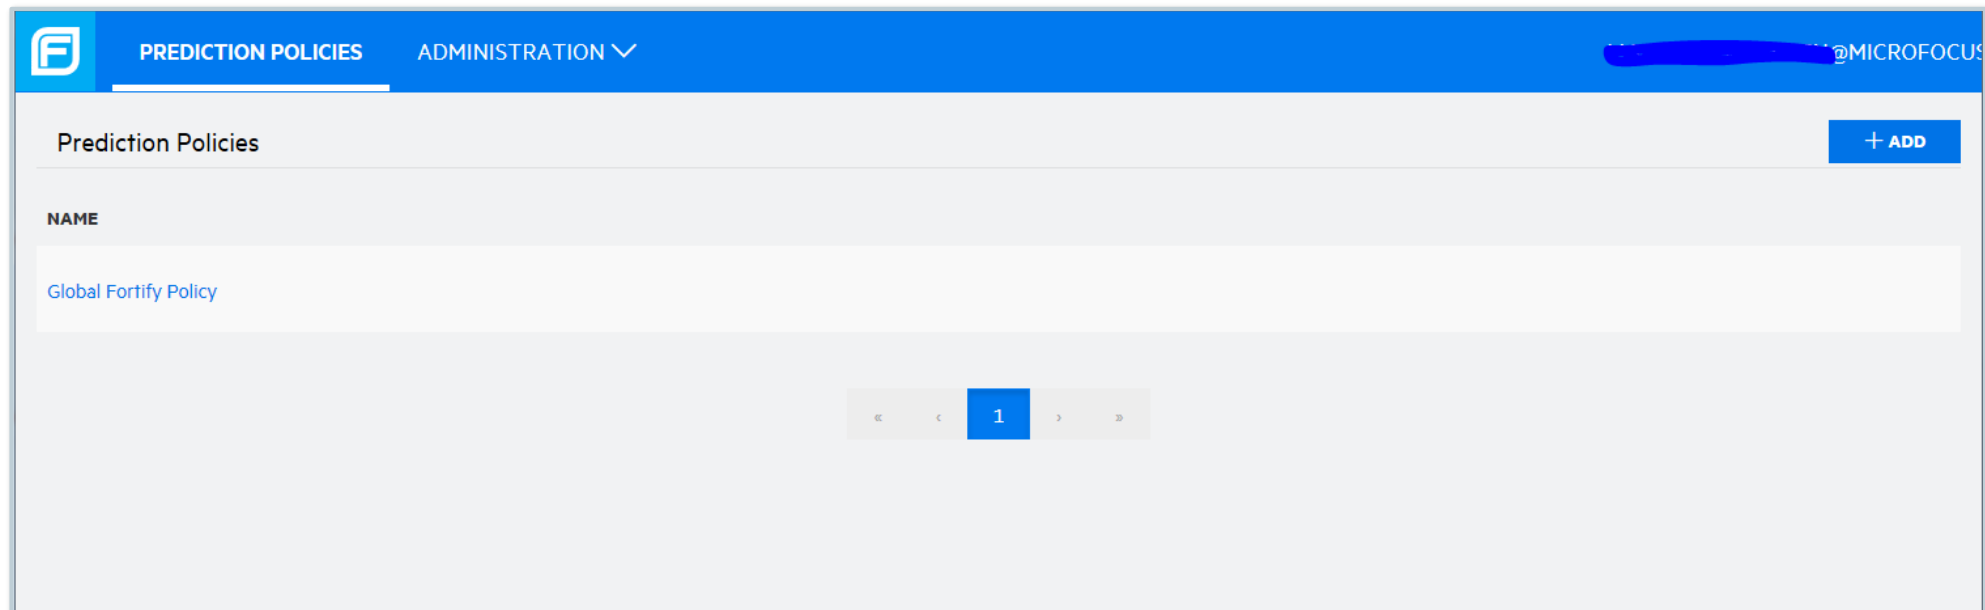 PREDICTION POLICIES ADMINISTRATION @MICROFOCUS
Prediction Policies + ADD
NAME
Global Fortify Policy
« ‹ 1 › »